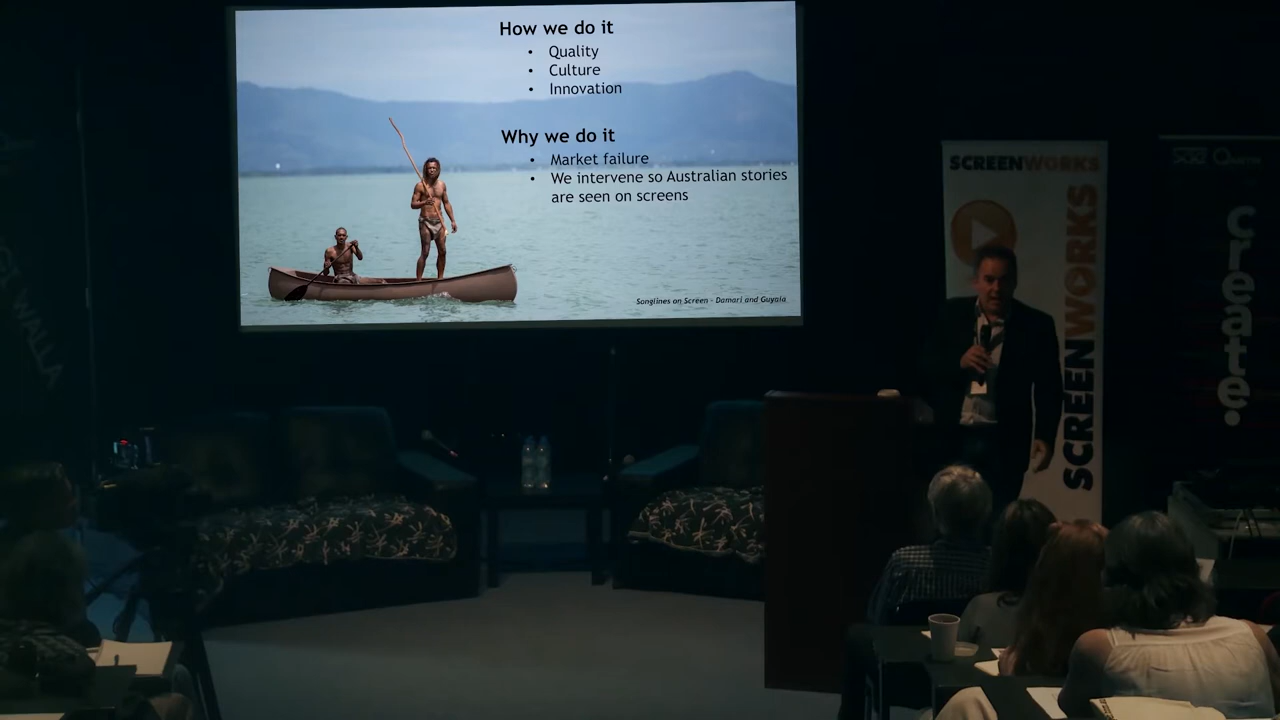 How we do it
• Quality
• Culture
• Innovation
Why we do it
• Market failure
• We intervene so Australian stories
are seen on screens
Songlines on Screen - Damari and Guyala
SCREENWORKS
SCREENWORKS
create.